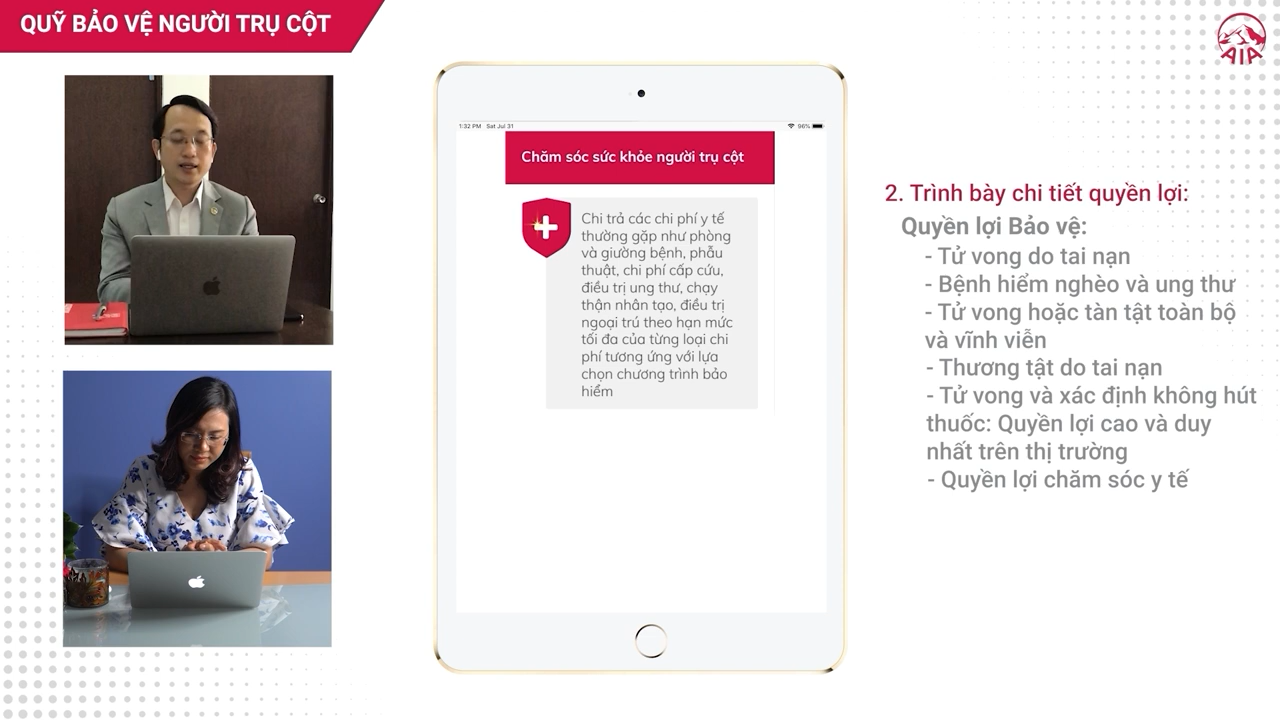 QUỸ BẢO VỆ NGƯỜI TRỤ CỘT
AIA
1:32 PM Sat Jul 31
96%
Chăm sóc sức khỏe người trụ cột
Chi trả các chi phí y tế
thường gặp như phòng
và giường bệnh, phẫu
thuật, chi phí cấp cứu,
điều trị ung thư, chạy
thận nhân tạo, điều trị
ngoại trú theo hạn mức
tối đa của từng loại chi
phí tương ứng với lựa
chọn chương trình bảo
hiểm
2. Trình bày chi tiết quyền lợi:
Quyền lợi Bảo vệ:
- Tử vong do tai nạn
- Bệnh hiểm nghèo và ung thư
- Tử vong hoặc tàn tật toàn bộ
và vĩnh viễn
- Thương tật do tai nạn
- Tử vong và xác định không hút
thuốc: Quyền lợi cao và duy
nhất trên thị trường
- Quyền lợi chăm sóc y tế